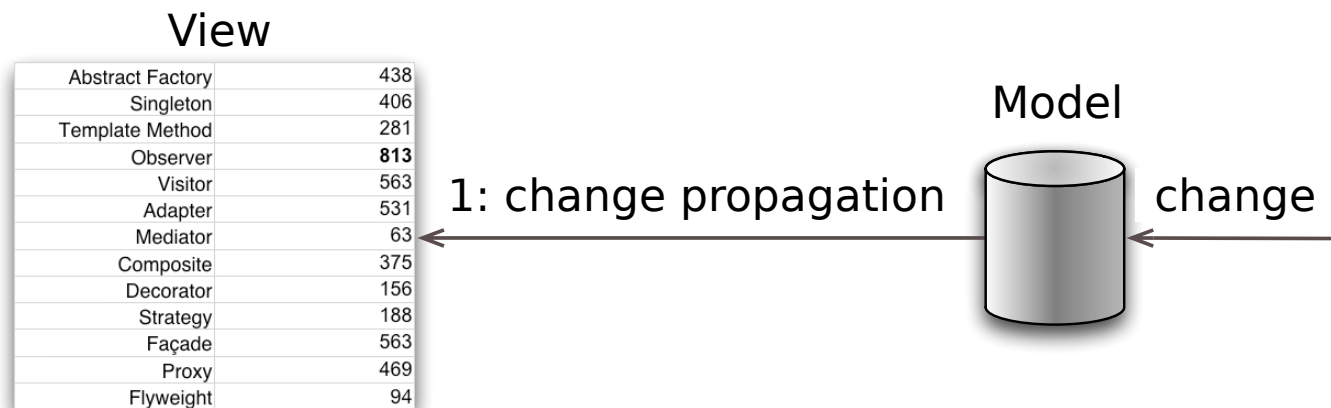 View
Abstract Factory 438
Singleton 406
Template Method 281
Observer 813
Visitor 563
Adapter 531
Mediator 63
Composite 375
Decorator 156
Strategy 188
Façade 563
Proxy 469
Flyweight 94
1: change propagation
Model
change